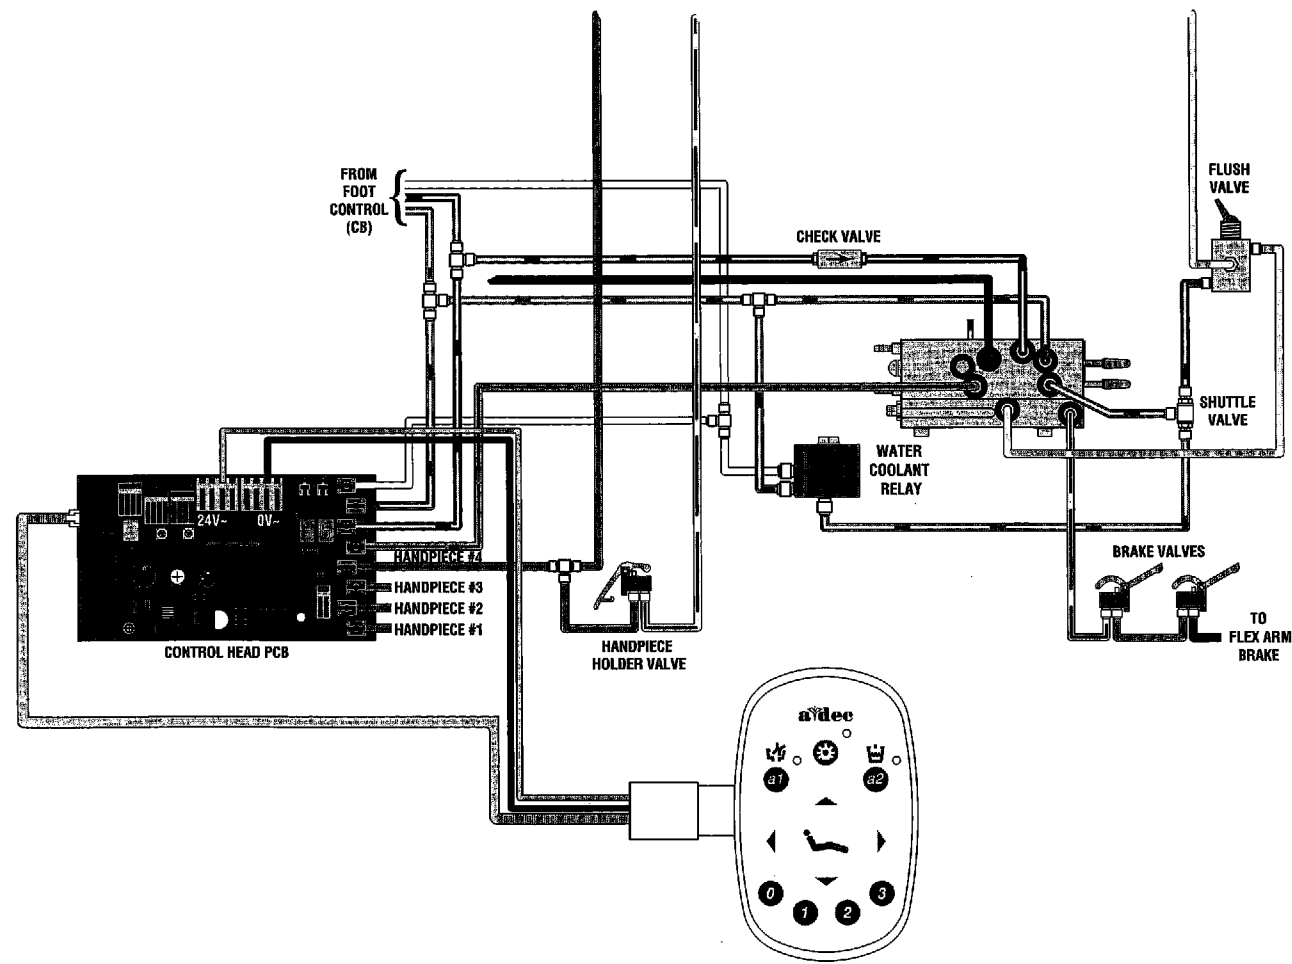 FROM
FOOT
CONTROL
(CB)
CHECK VALVE
FLUSH
VALVE
SHUTTLE
VALVE
WATER
COOLANT
RELAY
24V~
0V~
HANDPIECE #4
HANDPIECE #3
HANDPIECE #2
HANDPIECE #1
CONTROL HEAD PCB
HANDPIECE
HOLDER VALVE
BRAKE VALVES
TO
FLEX ARM
BRAKE
a dec
a1
a2
0
1
2
3